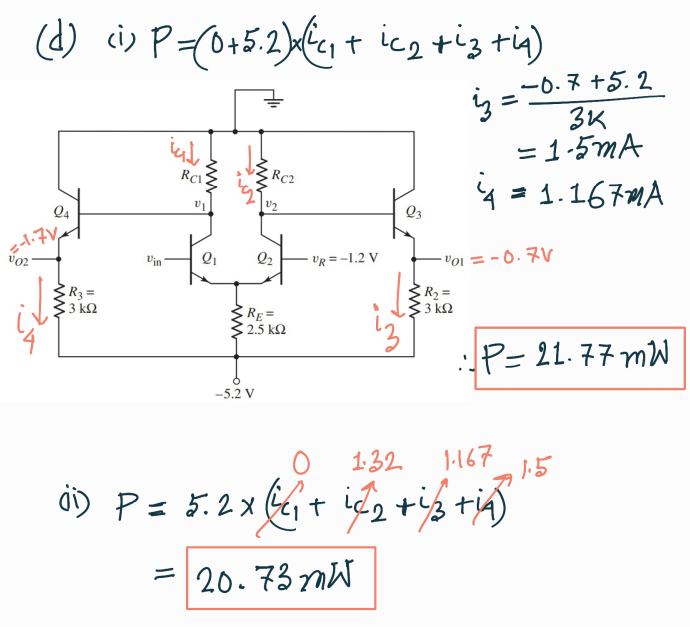 (d) (i) P=(0+5.2)×(ic1 + ic2 +i3 +i4)
i3 = -0.7 +5.2 / 3K
= 1.5mA
i4 = 1.167mA
i1↓ RC1 i2 RC2
v1 v2
Q4 Q3
-1.7V
vO2 vin Q1 Q2 vR = −1.2 V vO1 = -0.7V
R3 = 3 kΩ RE = 2.5 kΩ R2 = 3 kΩ
i4 i3
−5.2 V
∴ P= 21.77 mW
0 1.32 1.167 1.5
ii) P = 5.2 x (ic1 + ic2 +i3 +i4)
= 20.73 mW